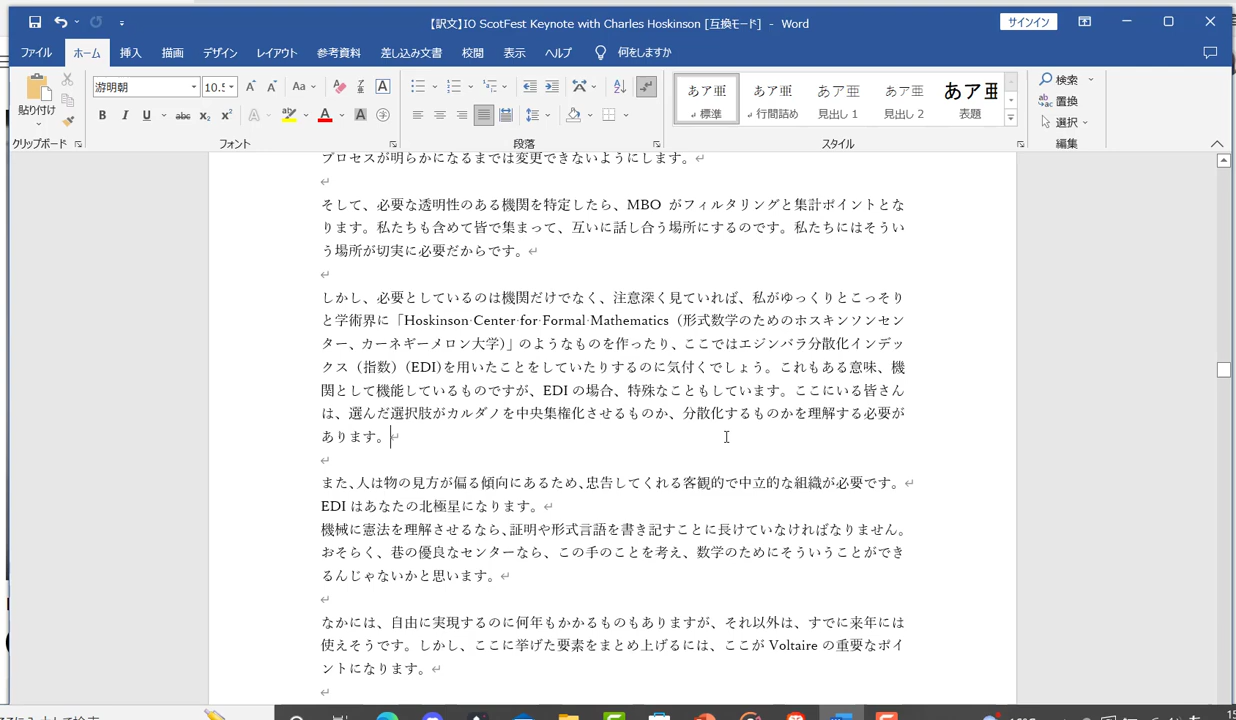 【訳文】IO ScotFest Keynote with Charles Hoskinson [互換モード] - Word
サインイン
ファイル ホーム 挿入 描画 デザイン レイアウト 参考資料 差し込み文書 校閲 表示 ヘルプ 何をしますか
貼り付け
游明朝 10.5
あア亜 標準
あア亜 行間詰め
あア亜 見出し 1
あア亜 見出し 2
あア亜 表題
検索
置換
選択
クリップボード フォント 段落 スタイル 編集
プロセスが明らかになるまでは変更できないようにします。
そして、必要な透明性のある機関を特定したら、MBO がフィルタリングと集計ポイントとな
ります。私たちも含めて皆で集まって、互いに話し合う場所にするのです。私たちにはそうい
う場所が切実に必要だからです。
しかし、必要としているのは機関だけでなく、注意深く見ていれば、私がゆっくりとこっそり
と学術界に「Hoskinson Center for Formal Mathematics（形式数学のためのホスキンソンセン
ター、カーネギーメロン大学）」のようなものを作ったり、ここではエジンバラ分散化インデッ
クス（指数）(EDI)を用いたことをしていたりするのに気付くでしょう。これもある意味、機
関として機能しているものですが、EDI の場合、特殊なこともしています。ここにいる皆さん
は、選んだ選択肢がカルダノを中央集権化させるものか、分散化するものかを理解する必要が
あります。
また、人は物の見方が偏る傾向にあるため、忠告してくれる客観的で中立的な組織が必要です。
EDI はあなたの北極星になります。
機械に憲法を理解させるなら、証明や形式言語を書き記すことに長けていなければなりません。
おそらく、巷の優良なセンターなら、この手のことを考え、数学のためにそういうことができ
るんじゃないかと思います。
なかには、自由に実現するのに何年もかかるものもありますが、それ以外は、すでに来年には
使えそうです。しかし、ここに挙げた要素をまとめ上げるには、ここが Voltaire の重要なポイ
ントになります。